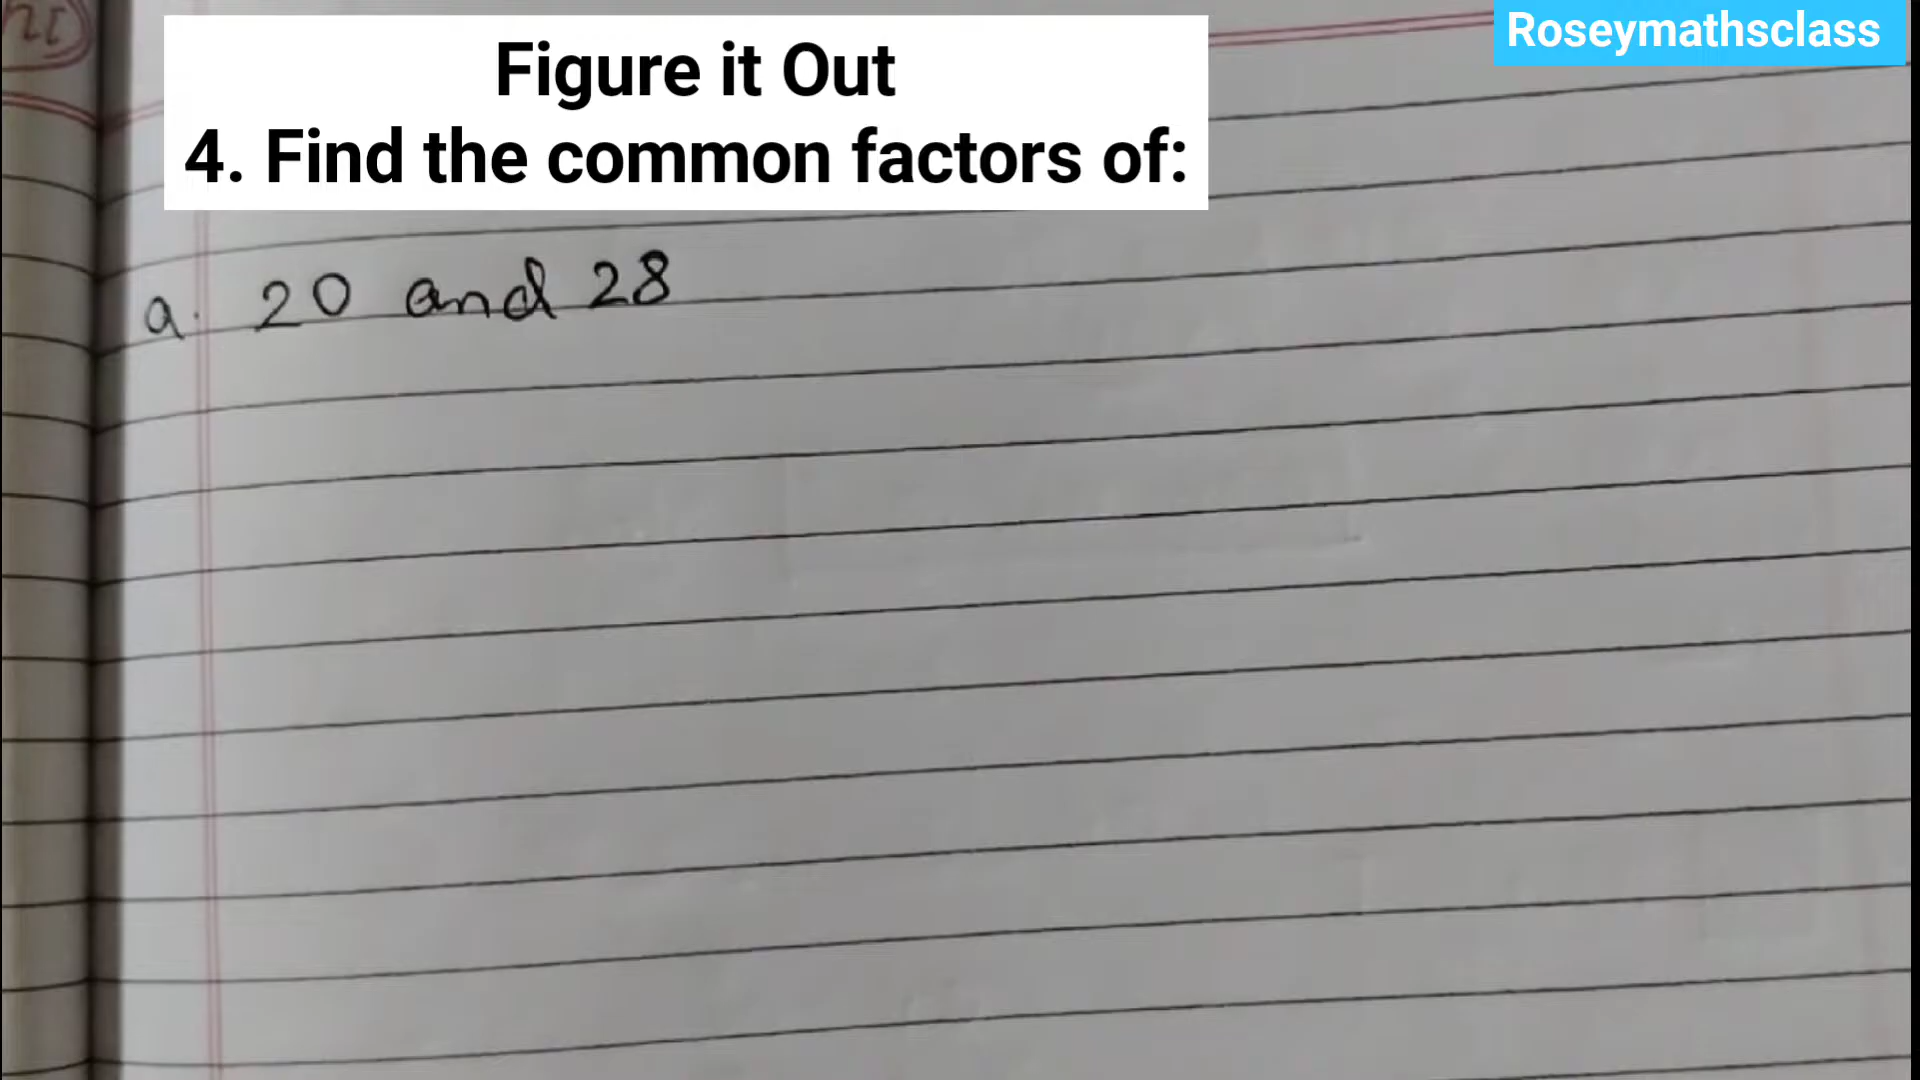 Roseymathsclass
Figure it Out
4. Find the common factors of:
a. 20 and 28